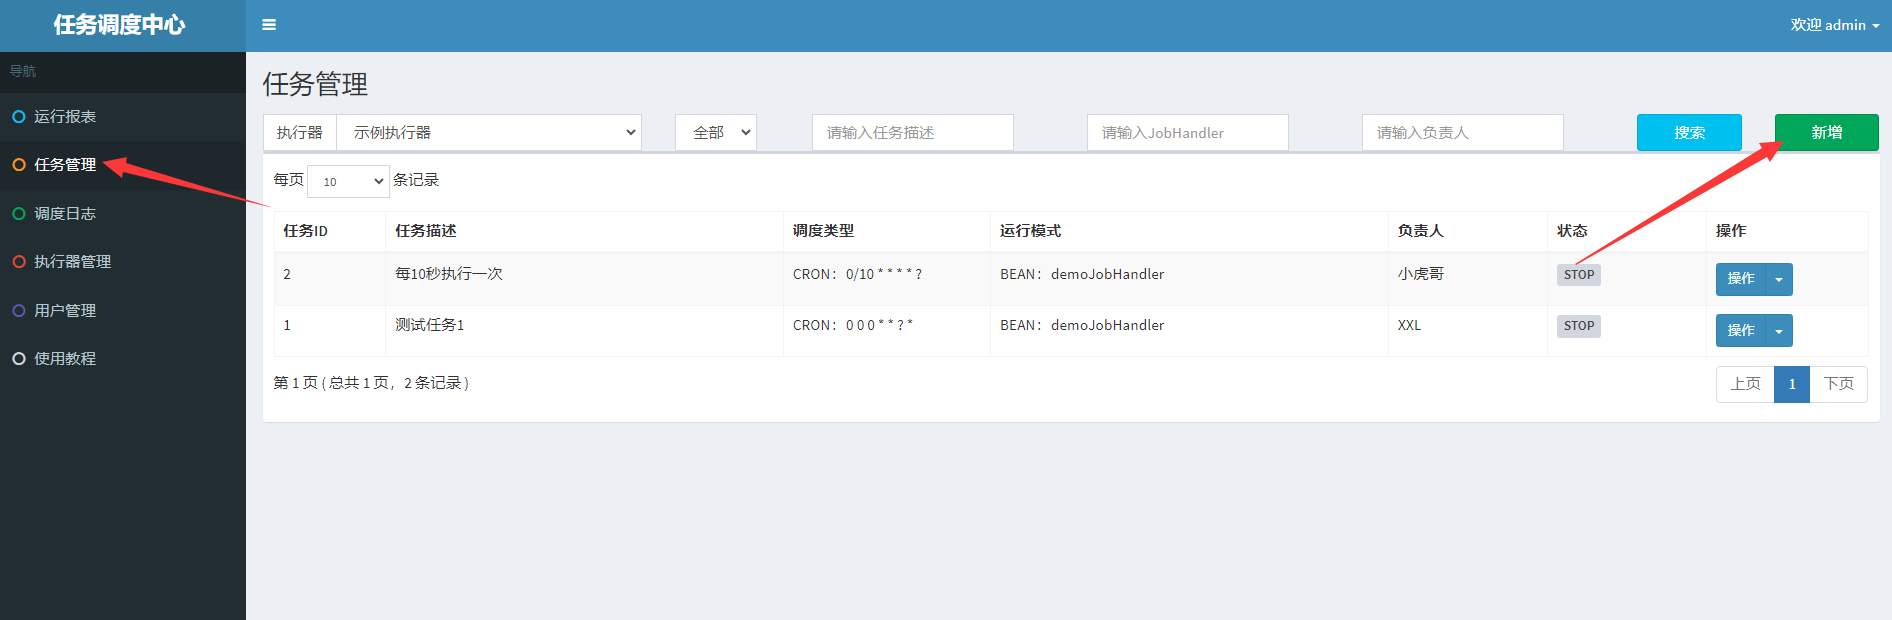 任务调度中心
欢迎 admin
导航
运行报表
任务管理
调度日志
执行器管理
用户管理
使用教程
任务管理
执行器 示例执行器 全部 请输入任务描述 请输入JobHandler 请输入负责人 搜索 新增
每页 10 条记录
任务ID 任务描述 调度类型 运行模式 负责人 状态 操作
2 每10秒执行一次 CRON：0/10 * * * * ? BEAN：demoJobHandler 小虎哥 STOP 操作
1 测试任务1 CRON：0 0 0 * * ? * BEAN：demoJobHandler XXL STOP 操作
第 1 页 ( 总共 1 页，2 条记录 ) 上页 1 下页